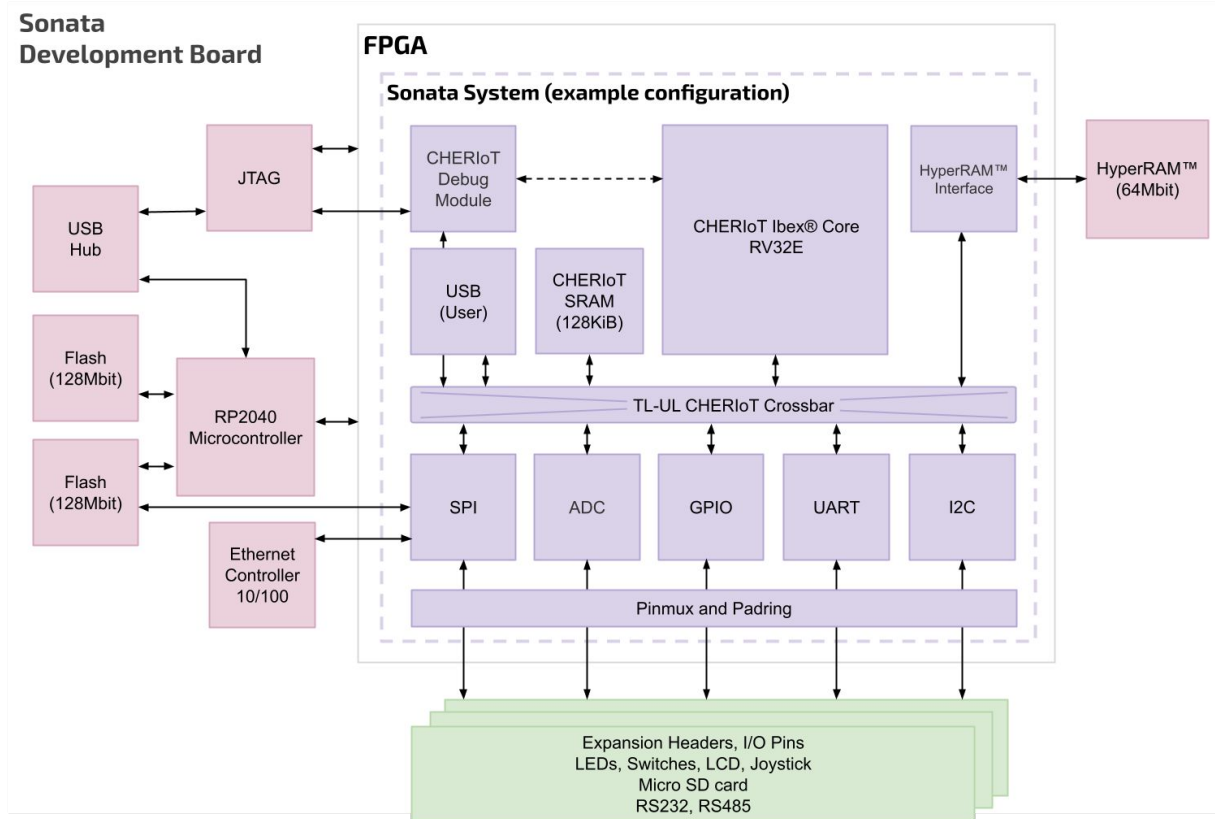 Sonata
Development Board
FPGA
Sonata System (example configuration)
CHERIoT
Debug
Module
JTAG
USB
Hub
CHERIoT Ibex® Core
RV32E
HyperRAM™
Interface
HyperRAM™
(64Mbit)
USB
(User)
CHERIoT
SRAM
(128KiB)
Flash
(128Mbit)
RP2040
Microcontroller
Flash
(128Mbit)
TL-UL CHERIoT Crossbar
SPI
ADC
GPIO
UART
I2C
Ethernet
Controller
10/100
Pinmux and Padring
Expansion Headers, I/O Pins
LEDs, Switches, LCD, Joystick
Micro SD card
RS232, RS485